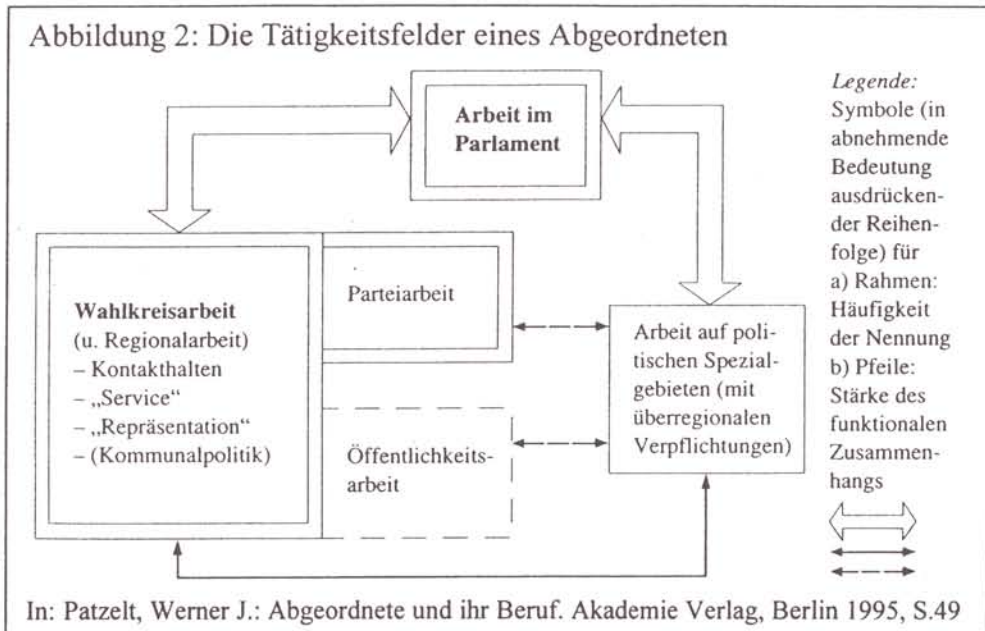 Abbildung 2: Die Tätigkeitsfelder eines Abgeordneten
Arbeit im
Parlament
Wahlkreisarbeit
(u. Regionalarbeit)
– Kontakthalten
– „Service“
– „Repräsentation“
– (Kommunalpolitik)
Parteiarbeit
Öffentlichkeits-
arbeit
Arbeit auf poli-
tischen Spezial-
gebieten (mit
überregionalen
Verpflichtungen)
Legende:
Symbole (in
abnehmende
Bedeutung
ausdrücken-
der Reihen-
folge) für
a) Rahmen:
Häufigkeit
der Nennung
b) Pfeile:
Stärke des
funktionalen
Zusammen-
hangs
In: Patzelt, Werner J.: Abgeordnete und ihr Beruf. Akademie Verlag, Berlin 1995, S.49